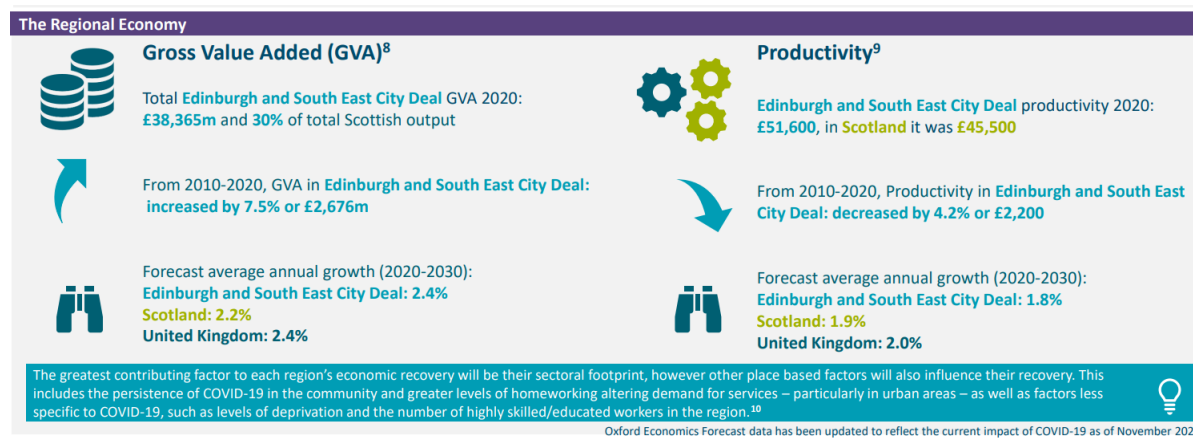 The Regional Economy
Gross Value Added (GVA)8
Total Edinburgh and South East City Deal GVA 2020:
£38,365m and 30% of total Scottish output
From 2010-2020, GVA in Edinburgh and South East City Deal:
increased by 7.5% or £2,676m
Forecast average annual growth (2020-2030):
Edinburgh and South East City Deal: 2.4%
Scotland: 2.2%
United Kingdom: 2.4%
Productivity9
Edinburgh and South East City Deal productivity 2020:
£51,600, in Scotland it was £45,500
From 2010-2020, Productivity in Edinburgh and South East
City Deal: decreased by 4.2% or £2,200
Forecast average annual growth (2020-2030):
Edinburgh and South East City Deal: 1.8%
Scotland: 1.9%
United Kingdom: 2.0%
The greatest contributing factor to each region's economic recovery will be their sectoral footprint, however other place based factors will also influence their recovery. This
includes the persistence of COVID-19 in the community and greater levels of homeworking altering demand for services – particularly in urban areas – as well as factors less
specific to COVID-19, such as levels of deprivation and the number of highly skilled/educated workers in the region.10
Oxford Economics Forecast data has been updated to reflect the current impact of COVID-19 as of November 202